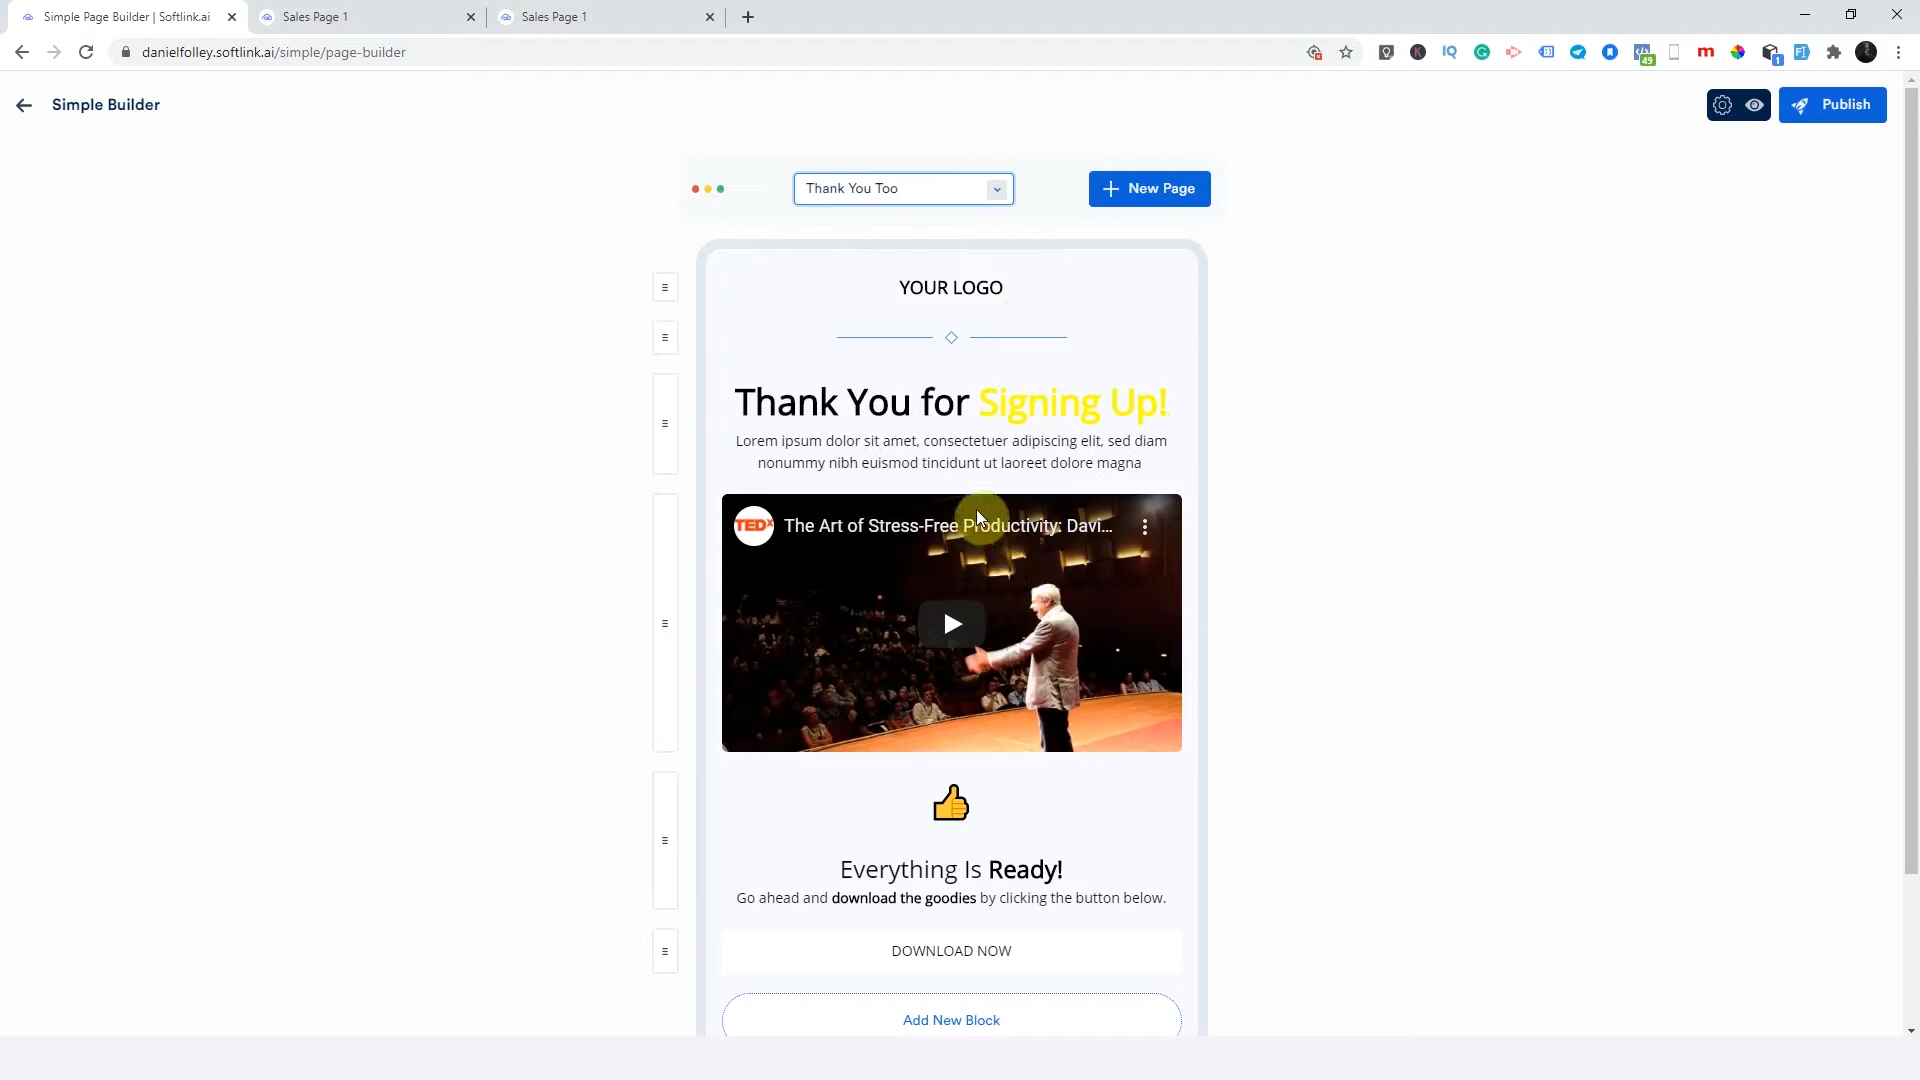 Simple Page Builder | Softlink.ai
Sales Page 1
Sales Page 1
danielfolley.softlink.ai/simple/page-builder
49
1
Simple Builder
Publish
Thank You Too
New Page
YOUR LOGO
Thank You for Signing Up!
Lorem ipsum dolor sit amet, consectetuer adipiscing elit, sed diam
nonummy nibh euismod tincidunt ut laoreet dolore magna
TEDx The Art of Stress-Free Productivity: Davi...
Everything Is Ready!
Go ahead and download the goodies by clicking the button below.
DOWNLOAD NOW
Add New Block